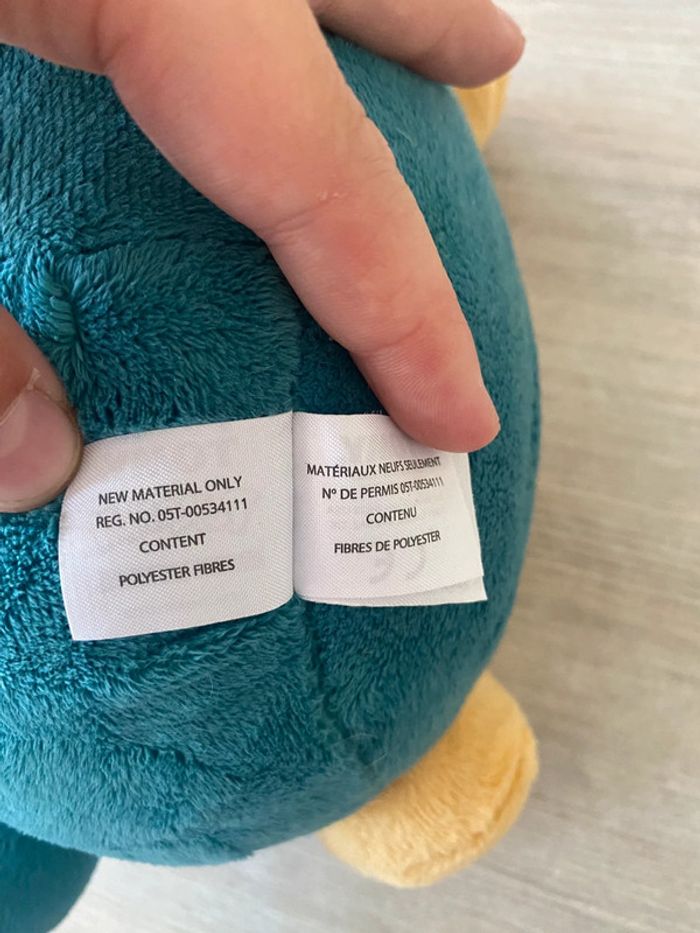 NEW MATERIAL ONLY
REG. NO. 05T-00534111
CONTENT
POLYESTER FIBRES
MATÉRIAUX NEUFS SEULEMENT
Nº DE PERMIS 05T-00534111
CONTENU
FIBRES DE POLYESTER